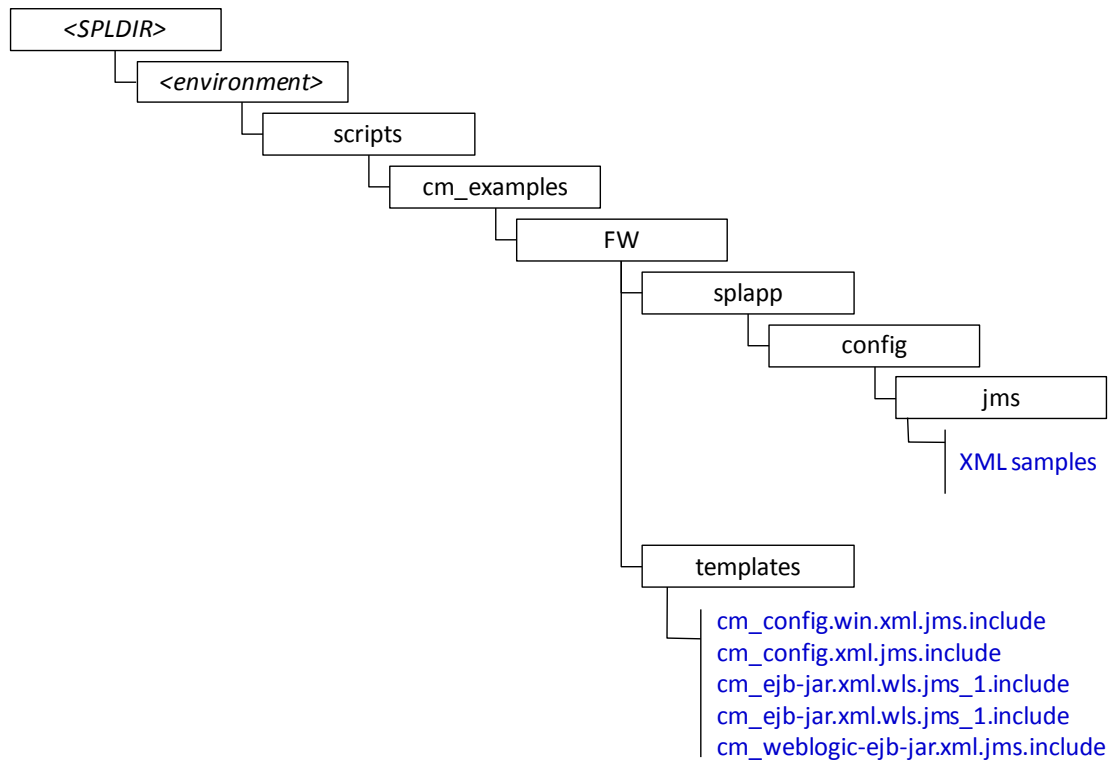 <SPLDIR>
<environment>
scripts
cm_examples
FW
splapp
config
jms
XML samples
templates
cm_config.win.xml.jms.include
cm_config.xml.jms.include
cm_ejb-jar.xml.wls.jms_1.include
cm_ejb-jar.xml.wls.jms_1.include
cm_weblogic-ejb-jar.xml.jms.include